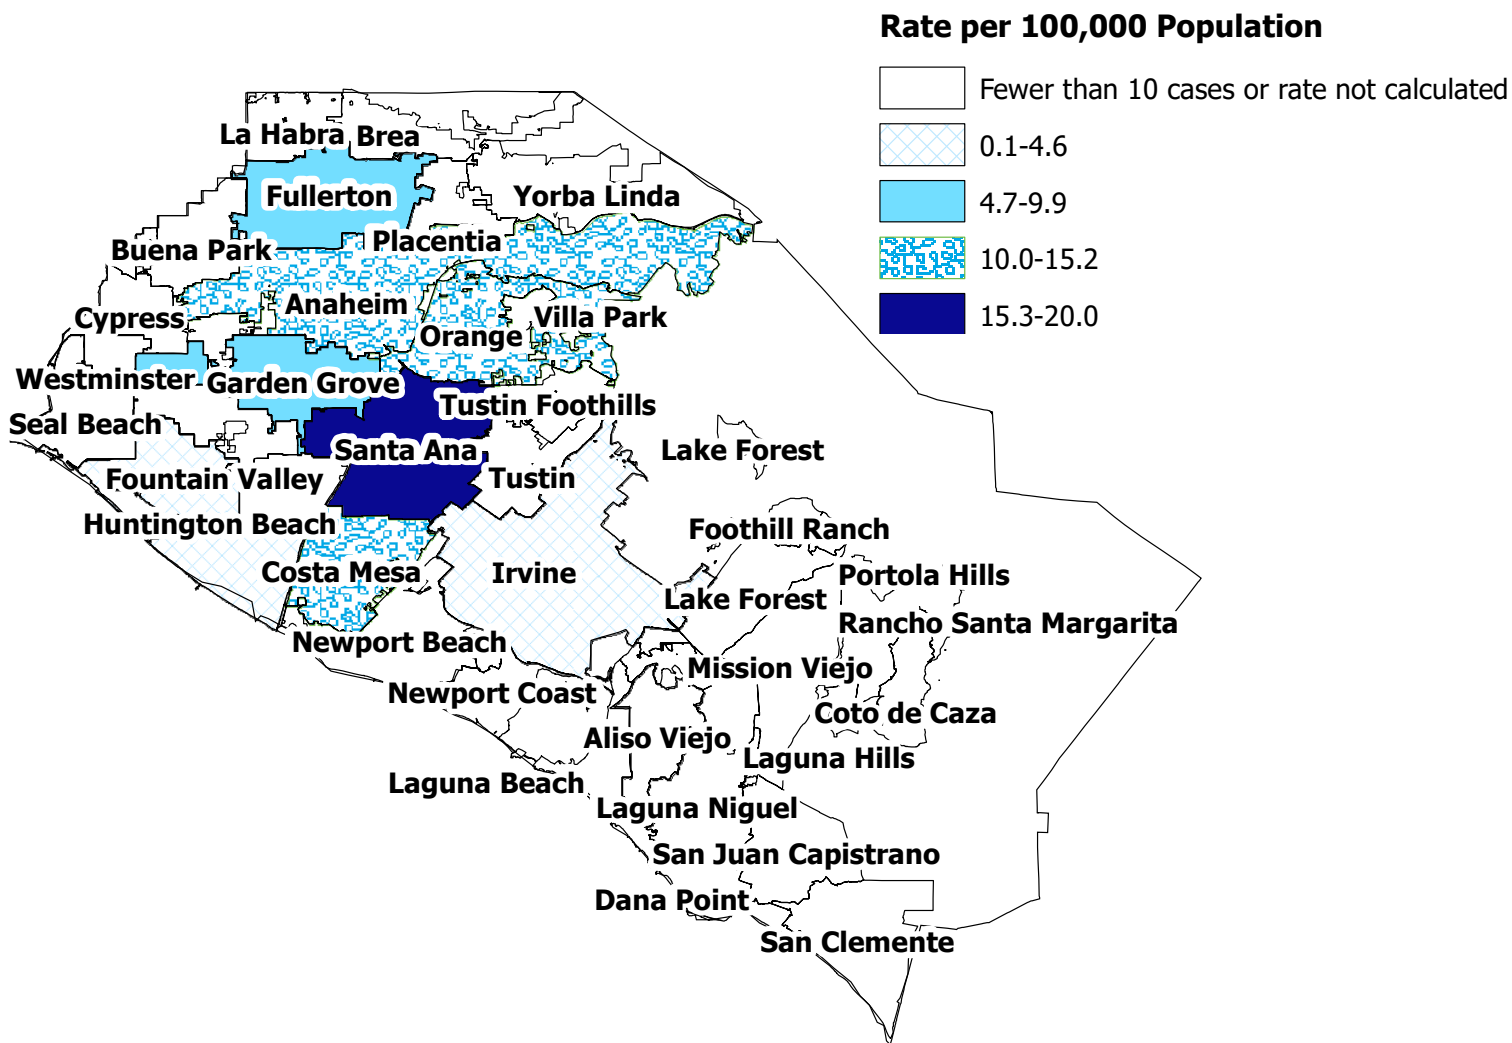 Rate per 100,000 Population
Fewer than 10 cases or rate not calculated
0.1-4.6
4.7-9.9
10.0-15.2
15.3-20.0
La Habra
Brea
Fullerton
Yorba Linda
Buena Park
Placentia
Anaheim
Villa Park
Cypress
Orange
Westminster
Garden Grove
Tustin Foothills
Seal Beach
Santa Ana
Lake Forest
Fountain Valley
Tustin
Huntington Beach
Foothill Ranch
Costa Mesa
Irvine
Portola Hills
Lake Forest
Rancho Santa Margarita
Newport Beach
Mission Viejo
Newport Coast
Coto de Caza
Aliso Viejo
Laguna Hills
Laguna Beach
Laguna Niguel
San Juan Capistrano
Dana Point
San Clemente